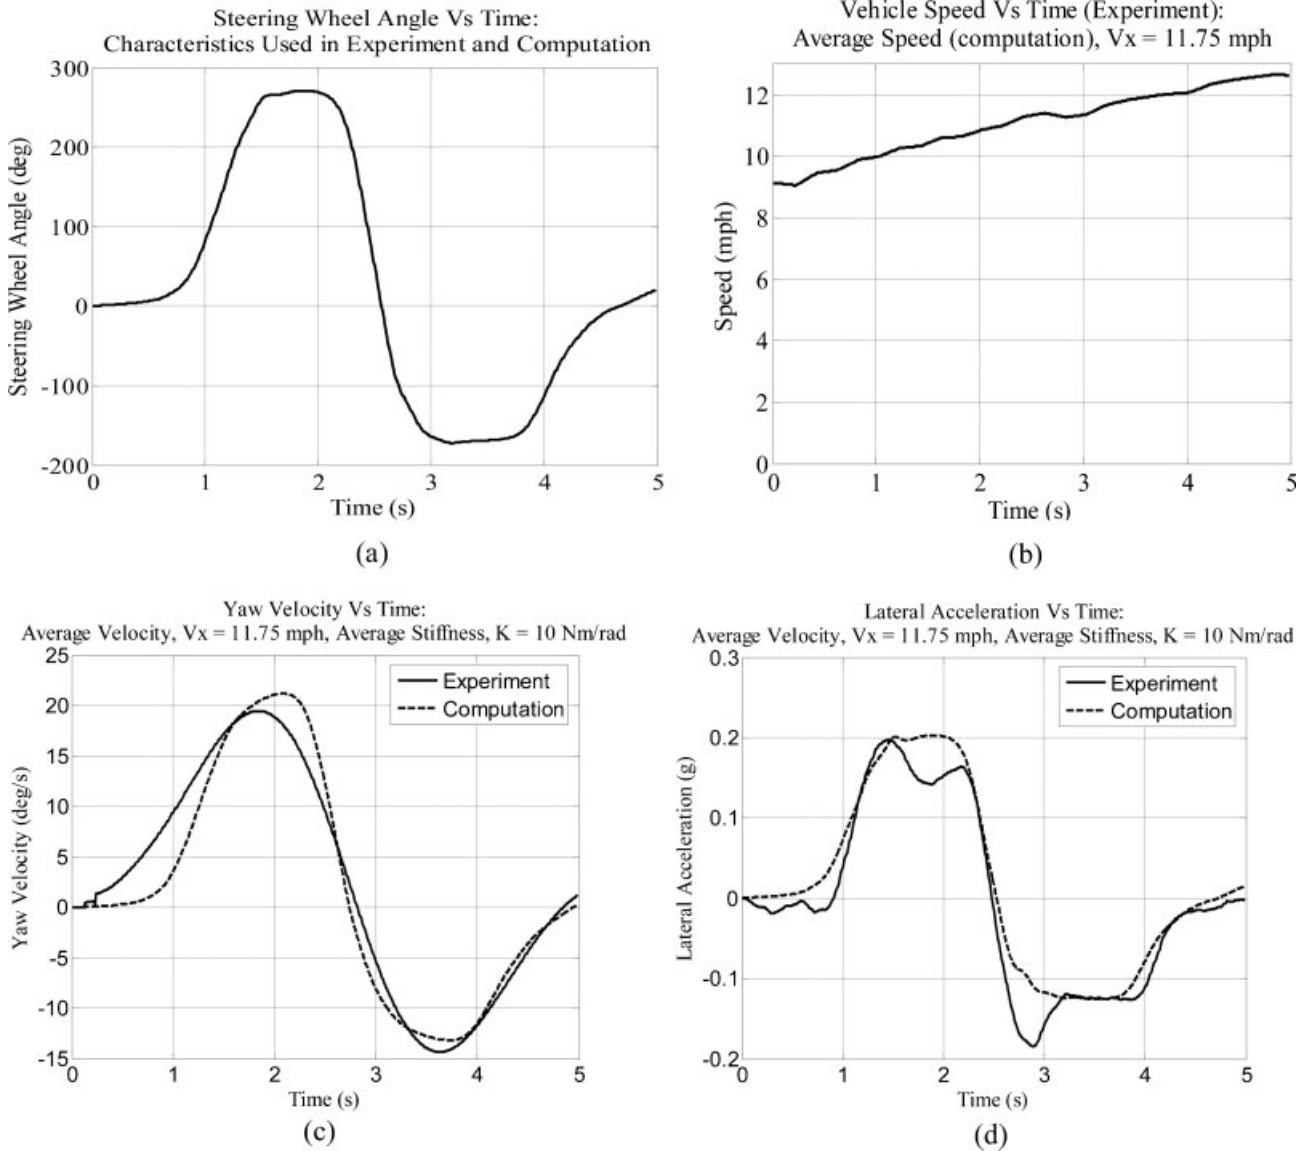 Steering Wheel Angle Vs Time:
Characteristics Used in Experiment and Computation
300
200
100
0
-100
-200
Steering Wheel Angle (deg)
0 1 2 3 4 5
Time (s)
(a)
Vehicle Speed Vs Time (Experiment):
Average Speed (computation), Vx = 11.75 mph
12
10
8
6
4
2
0
Speed (mph)
0 1 2 3 4 5
Time (s)
(b)
Yaw Velocity Vs Time:
Average Velocity, Vx = 11.75 mph, Average Stiffness, K = 10 Nm/rad
25
20
15
10
5
0
-5
-10
-15
Yaw Velocity (deg/s)
Experiment
Computation
0 1 2 3 4 5
Time (s)
(c)
Lateral Acceleration Vs Time:
Average Velocity, Vx = 11.75 mph, Average Stiffness, K = 10 Nm/rad
0.3
0.2
0.1
0
-0.1
-0.2
Lateral Acceleration (g)
Experiment
Computation
0 1 2 3 4 5
Time (s)
(d)